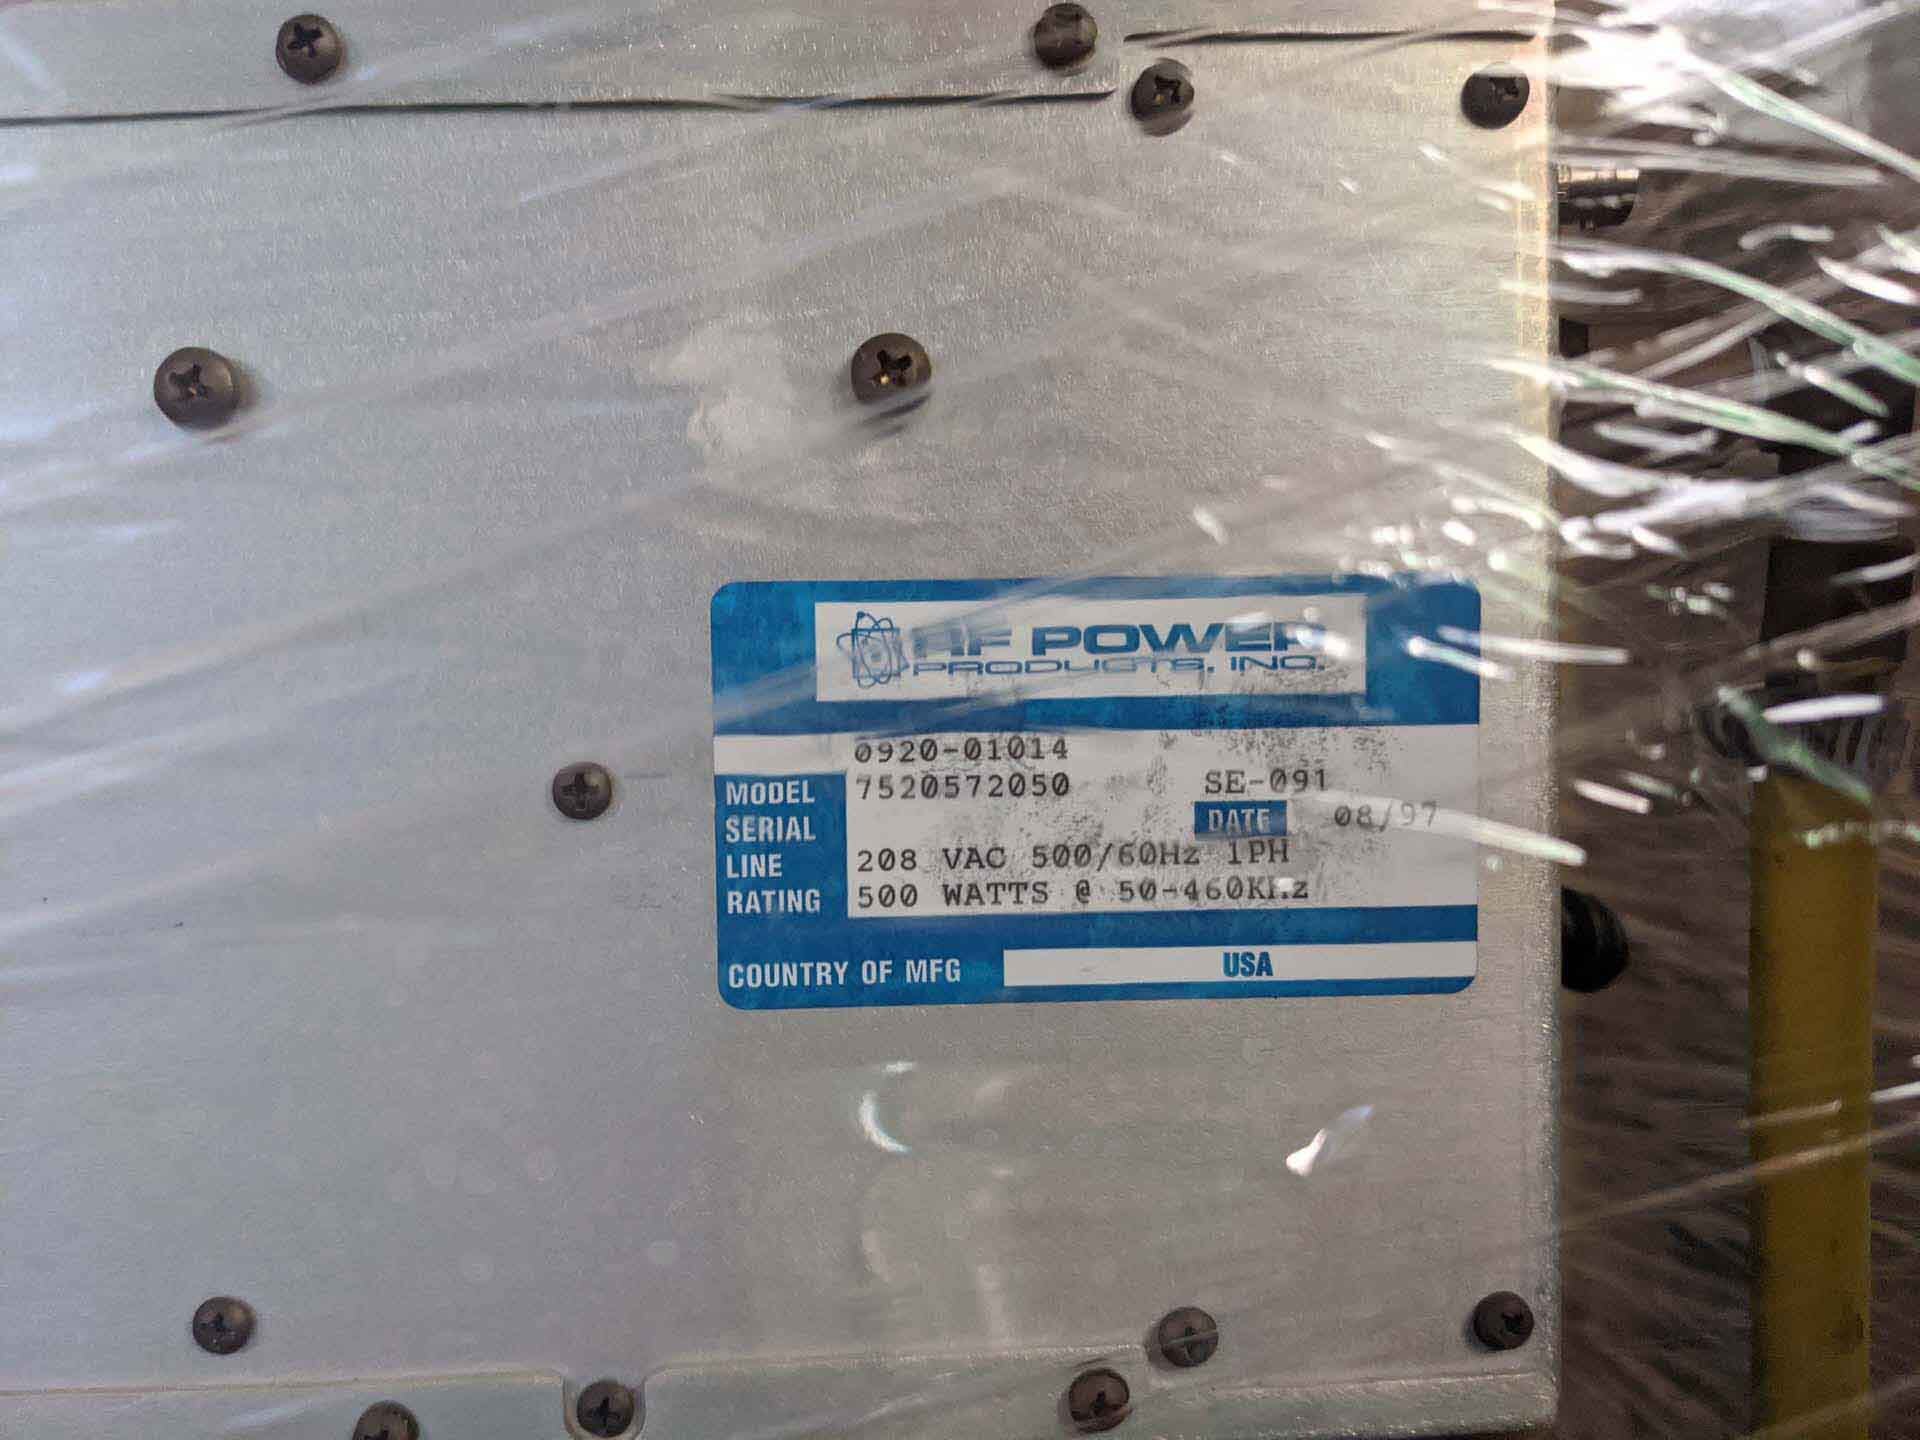 RF POWER
PRODUCTS, INC.
0920-01014
MODEL 7520572050 SE-091
SERIAL DATE 08/97
LINE 208 VAC 500/60Hz 1PH
RATING 500 WATTS @ 50-460KHz
COUNTRY OF MFG USA